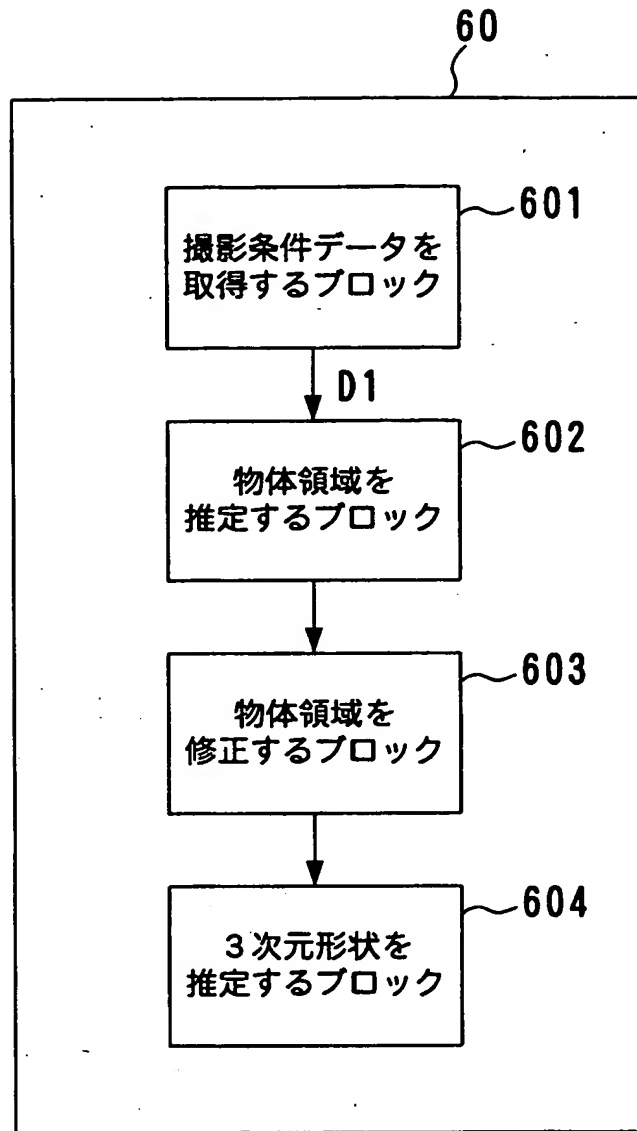 60
601
撮影条件データを
取得するブロック
D1
602
物体領域を
推定するブロック
603
物体領域を
修正するブロック
604
3次元形状を
推定するブロック